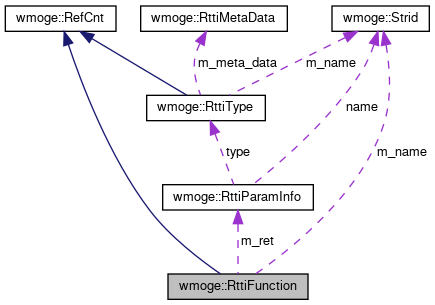 wmoge::RefCnt
wmoge::RttiMetaData
wmoge::Strid
m_meta_data
m_name
wmoge::RttiType
name
type
m_name
wmoge::RttiParamInfo
m_ret
wmoge::RttiFunction